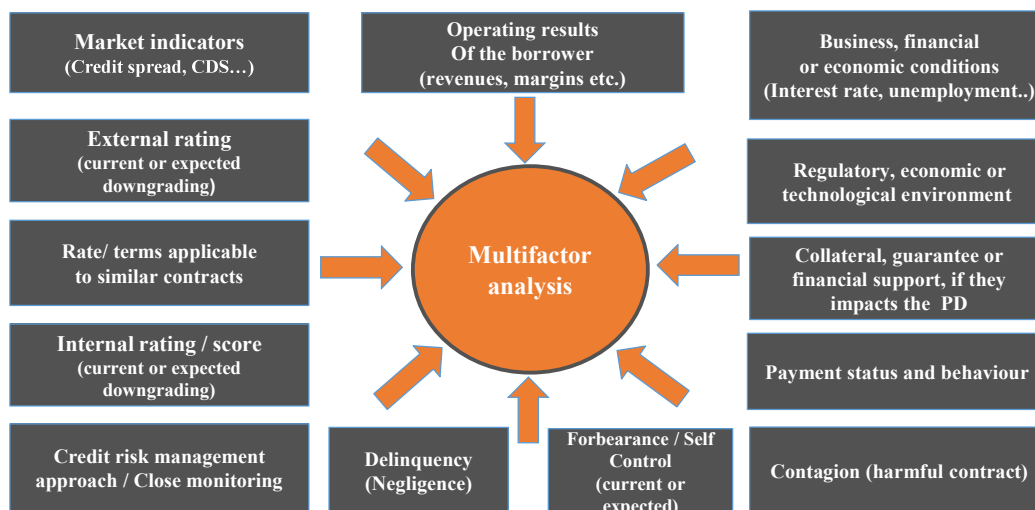 Market indicators
(Credit spread, CDS…)
External rating
(current or expected
downgrading)
Rate/ terms applicable
to similar contracts
Internal rating / score
(current or expected
downgrading)
Credit risk management
approach / Close monitoring
Operating results
Of the borrower
(revenues, margins etc.)
Multifactor
analysis
Delinquency
(Negligence)
Forbearance / Self
Control
(current or
expected)
Business, financial
or economic conditions
(Interest rate, unemployment..)
Regulatory, economic or
technological environment
Collateral, guarantee or
financial support, if they
impacts the PD
Payment status and behaviour
Contagion (harmful contract)